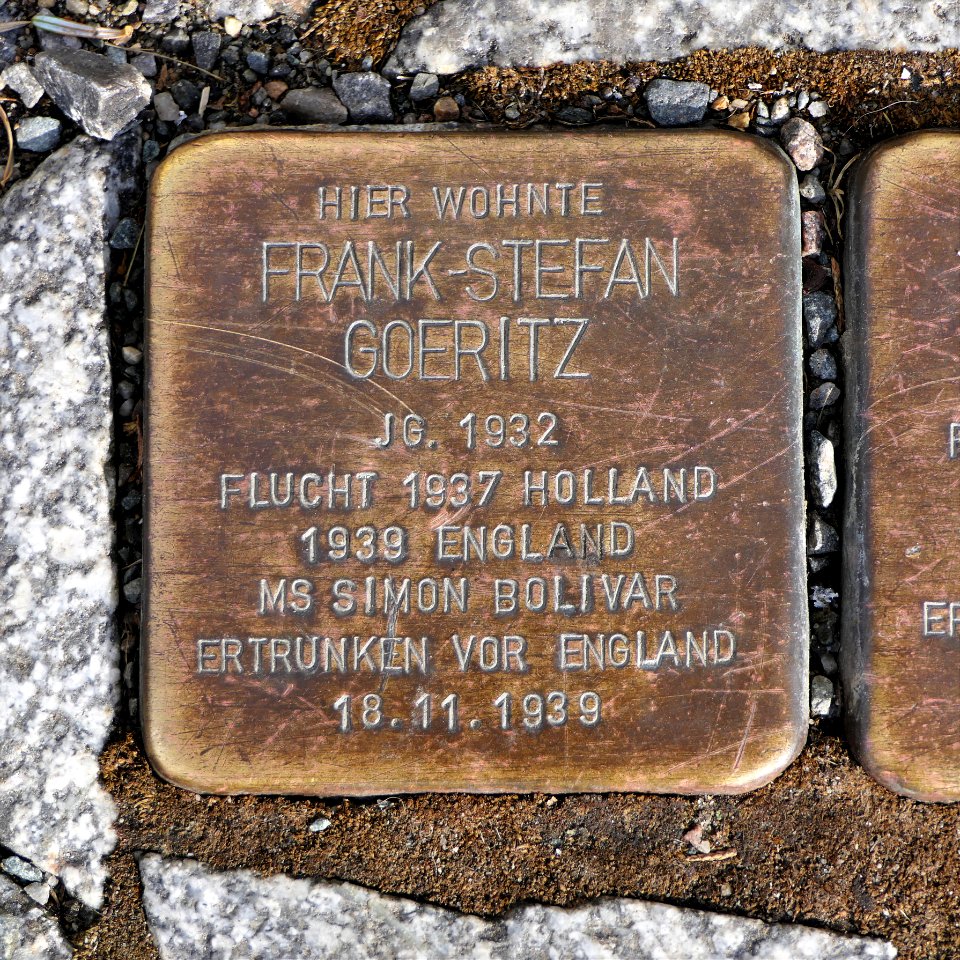 HIER WOHNTE
FRANK-STEFAN
GOERITZ
JG. 1932
FLUCHT 1937 HOLLAND
1939 ENGLAND
MS SIMON BOLIVAR
ERTRUNKEN VOR ENGLAND
18.11.1939